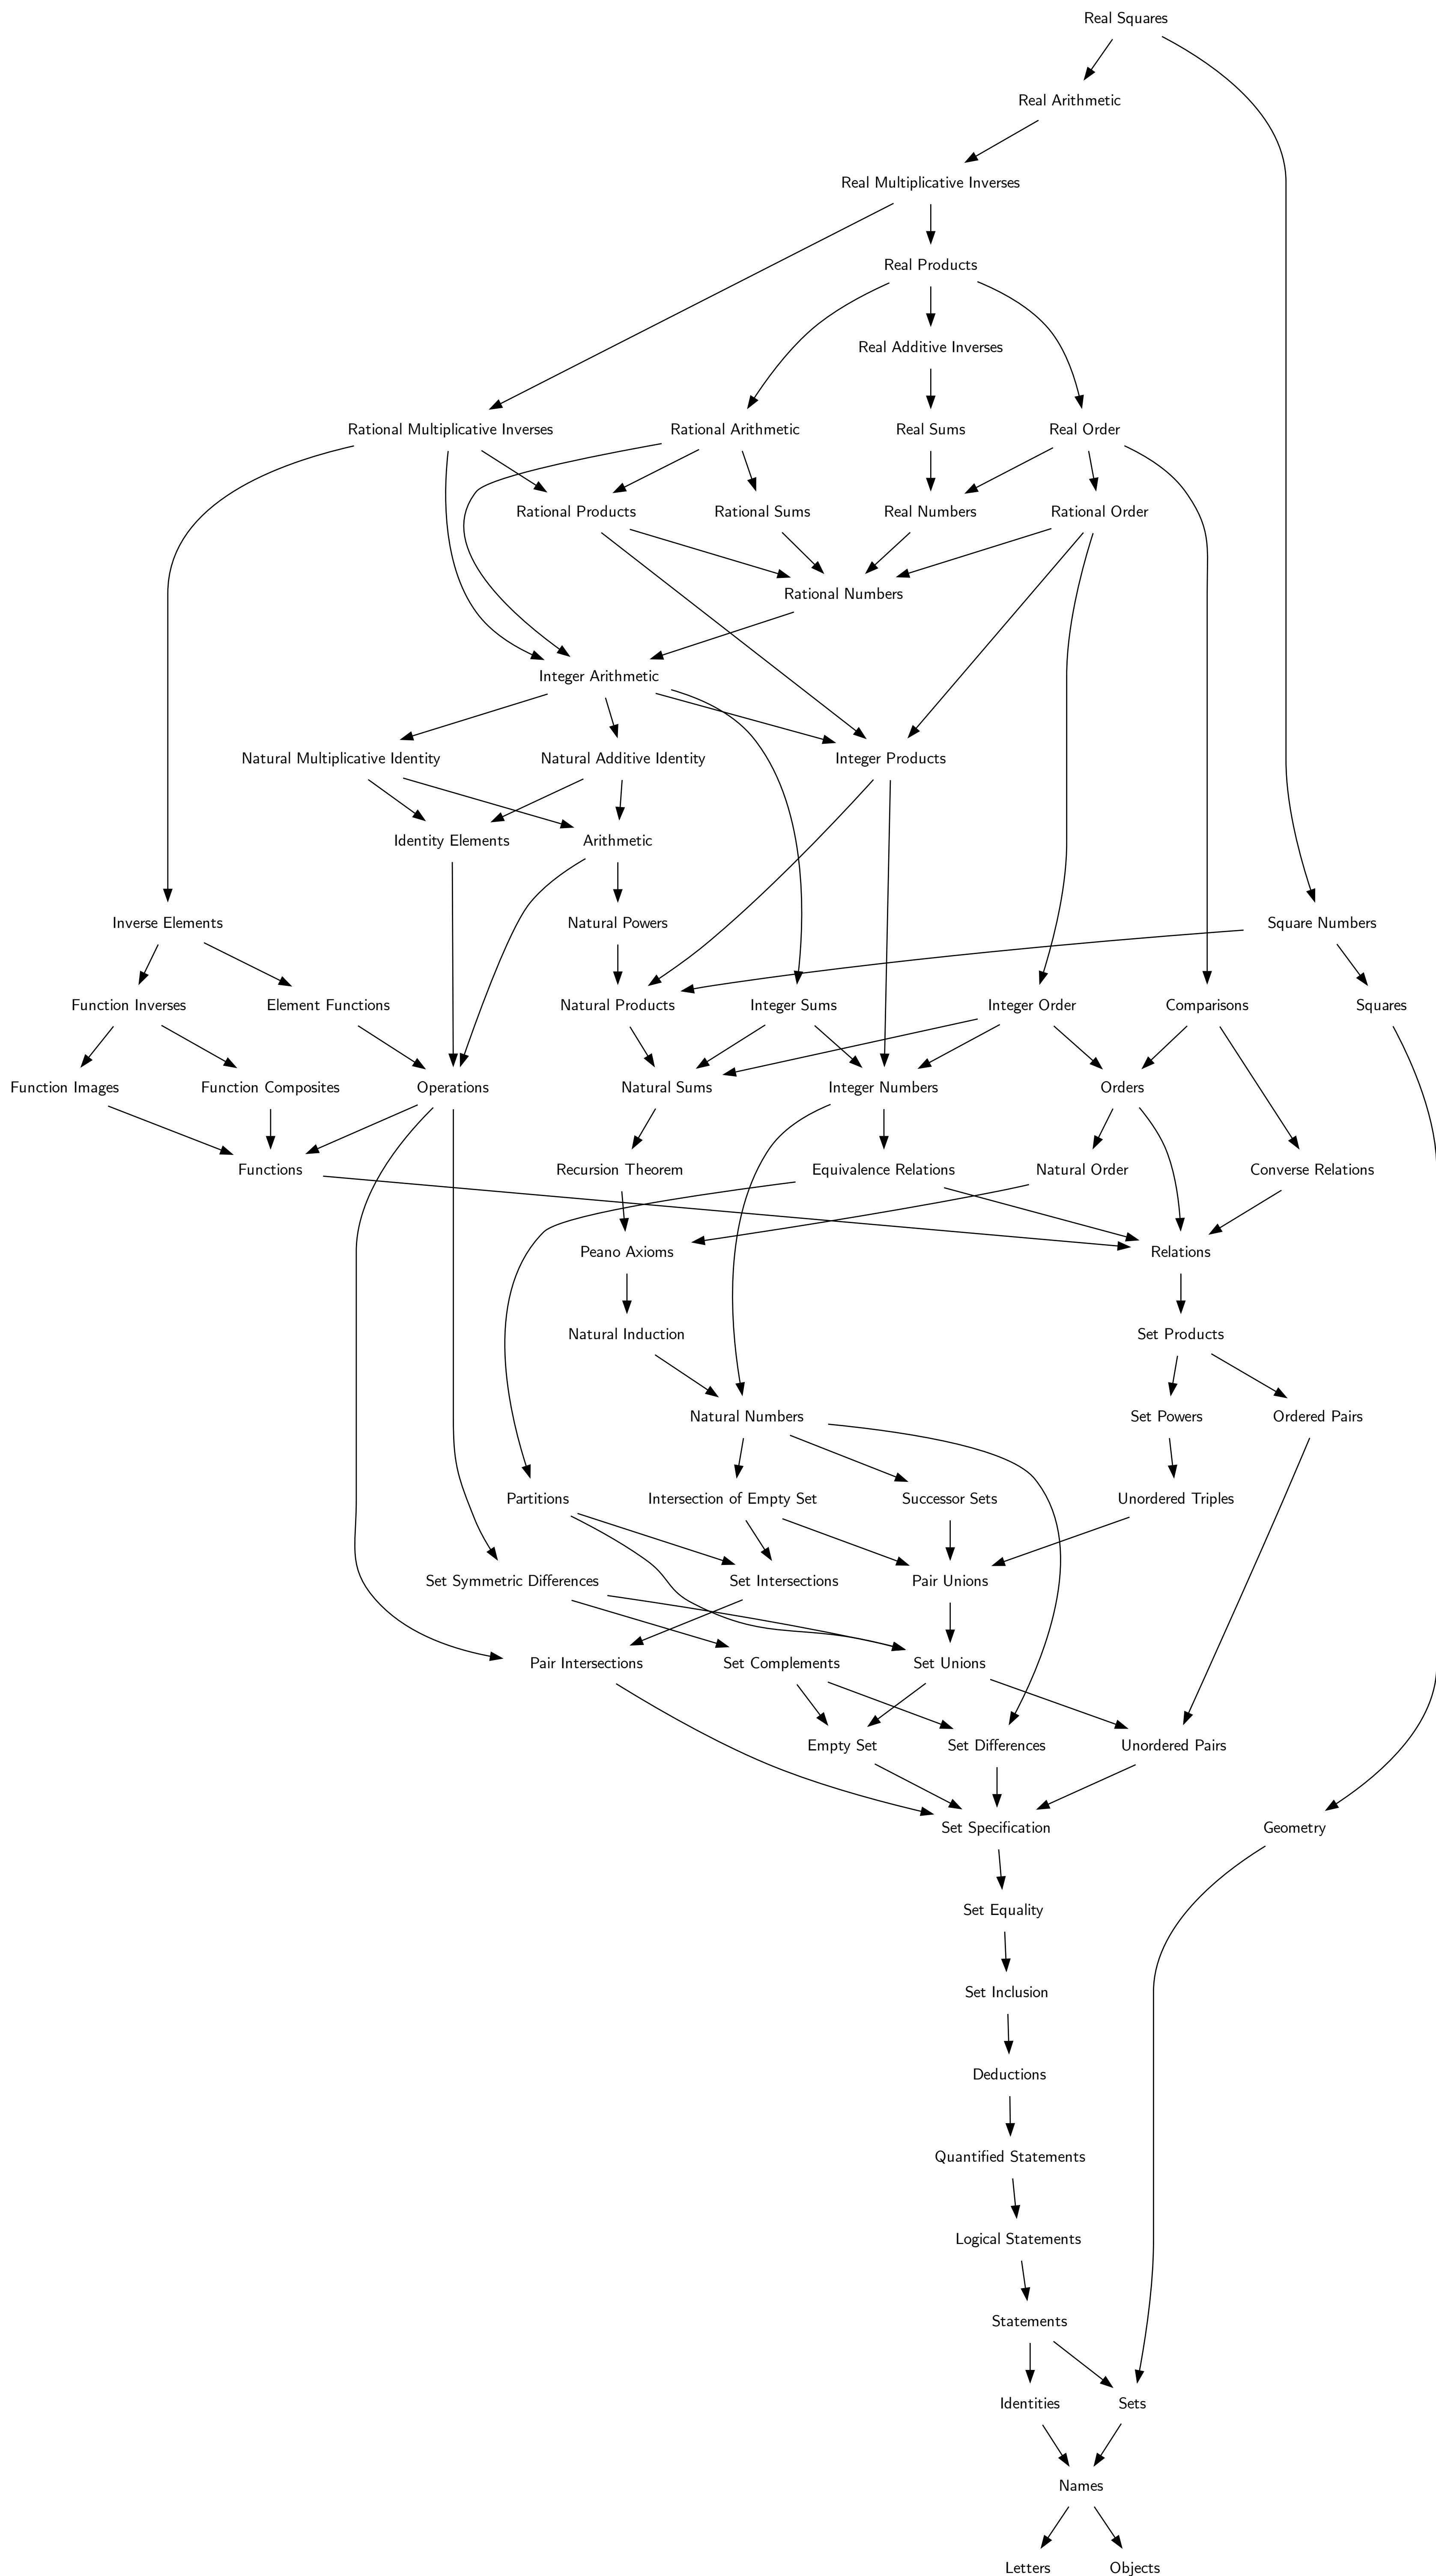 Real Squares
Real Arithmetic
Real Multiplicative Inverses
Real Products
Real Additive Inverses
Rational Multiplicative Inverses
Rational Arithmetic
Real Sums
Real Order
Rational Products
Rational Sums
Real Numbers
Rational Order
Rational Numbers
Integer Arithmetic
Natural Multiplicative Identity
Natural Additive Identity
Integer Products
Identity Elements
Arithmetic
Inverse Elements
Natural Powers
Square Numbers
Function Inverses
Element Functions
Natural Products
Integer Sums
Integer Order
Comparisons
Squares
Function Images
Function Composites
Operations
Natural Sums
Integer Numbers
Orders
Functions
Recursion Theorem
Equivalence Relations
Natural Order
Converse Relations
Peano Axioms
Relations
Natural Induction
Set Products
Natural Numbers
Set Powers
Ordered Pairs
Partitions
Intersection of Empty Set
Successor Sets
Unordered Triples
Set Symmetric Differences
Set Intersections
Pair Unions
Pair Intersections
Set Complements
Set Unions
Empty Set
Set Differences
Unordered Pairs
Set Specification
Geometry
Set Equality
Set Inclusion
Deductions
Quantified Statements
Logical Statements
Statements
Identities
Sets
Names
Letters
Objects